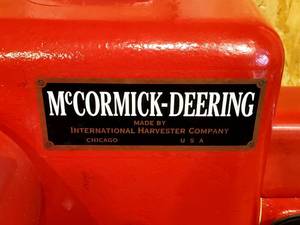 McCORMICK-DEERING
MADE BY
INTERNATIONAL HARVESTER COMPANY
CHICAGO U S A